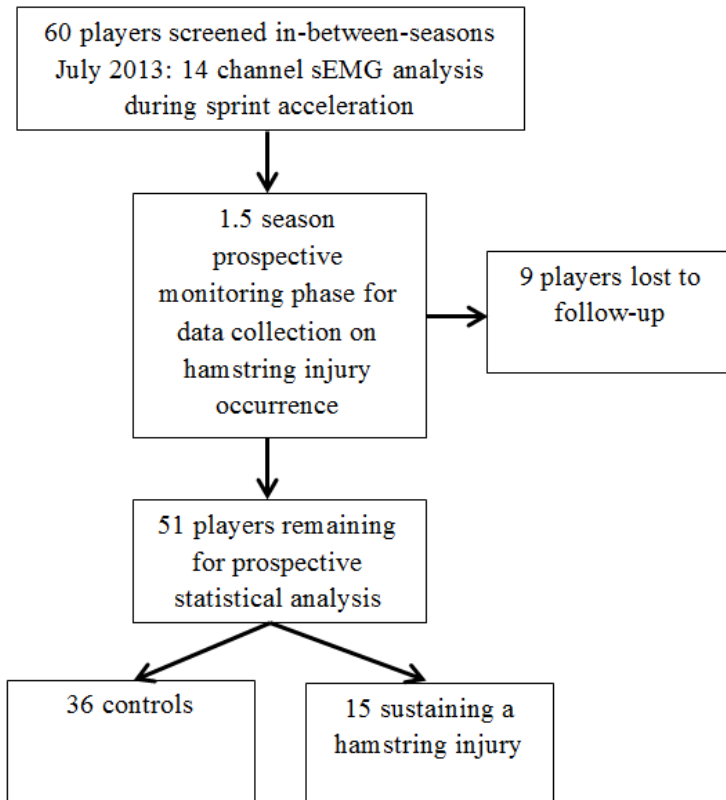 60 players screened in-between-seasons
July 2013: 14 channel sEMG analysis
during sprint acceleration
1.5 season
prospective
monitoring phase for
data collection on
hamstring injury
occurrence
9 players lost to
follow-up
51 players remaining
for prospective
statistical analysis
36 controls
15 sustaining a
hamstring injury